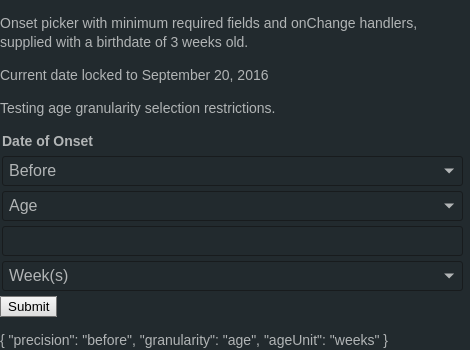 Onset picker with minimum required fields and onChange handlers,
supplied with a birthdate of 3 weeks old.
Current date locked to September 20, 2016
Testing age granularity selection restrictions.
Date of Onset
Before
Age
Week(s)
Submit
{ "precision": "before", "granularity": "age", "ageUnit": "weeks" }